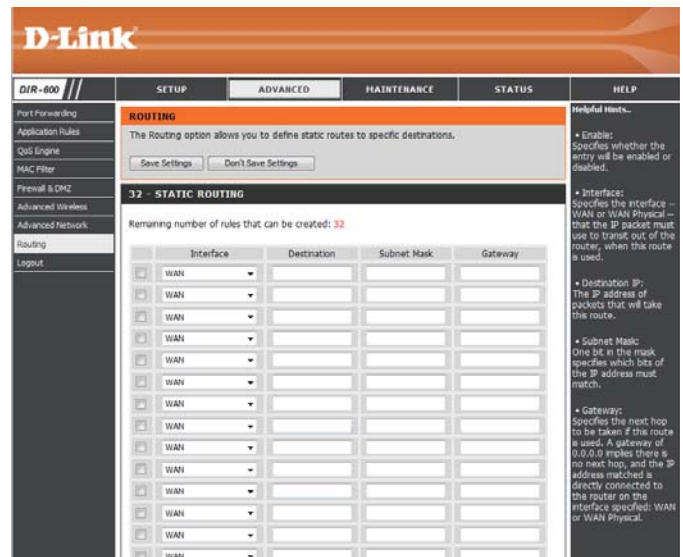 D-Link
DIR-600
SETUP
ADVANCED
MAINTENANCE
STATUS
HELP
Port Forwarding
Application Rules
QoS Engine
MAC Filter
Firewall & DMZ
Advanced Wireless
Advanced Network
Routing
Logout
ROUTING
The Routing option allows you to define static routes to specific destinations.
Save Settings
Don't Save Settings
32 - STATIC ROUTING
Remaining number of rules that can be created: 32
Interface
Destination
Subnet Mask
Gateway
WAN
WAN
WAN
WAN
WAN
WAN
WAN
WAN
WAN
WAN
WAN
WAN
WAN
WAN
Helpful Hints..
• Enable:
Specifies whether the
entry will be enabled or
disabled.
• Interface:
Specifies the interface --
WAN or WAN Physical --
that the IP packet must
use to transit out of the
router, when this route
is used.
• Destination IP:
The IP address of
packets that will take
this route.
• Subnet Mask:
One bit in the mask
specifies which bits of
the IP address must
match.
• Gateway:
Specifies the next hop
to be taken if this route
is used. A gateway of
0.0.0.0 implies there is
no next hop, and the IP
address matched is
directly connected to
the router on the
interface specified: WAN
or WAN Physical.